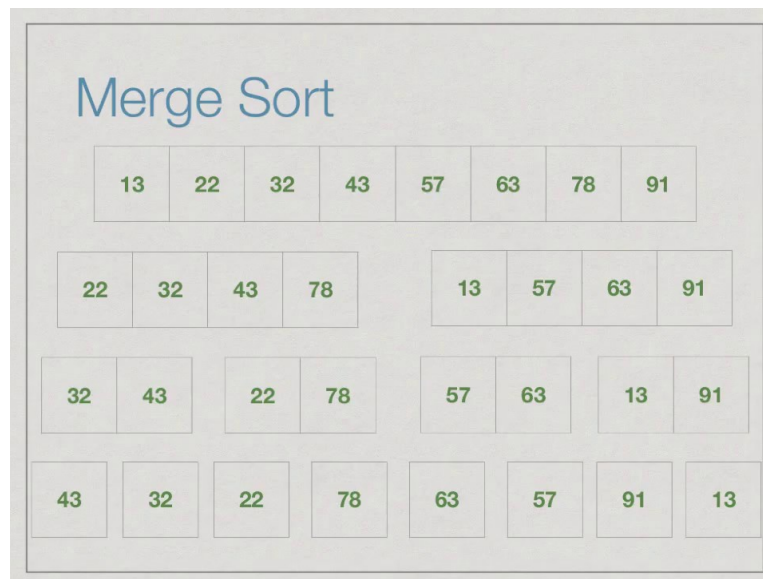 Merge Sort
13 22 32 43 57 63 78 91
22 32 43 78 13 57 63 91
32 43 22 78 57 63 13 91
43 32 22 78 63 57 91 13